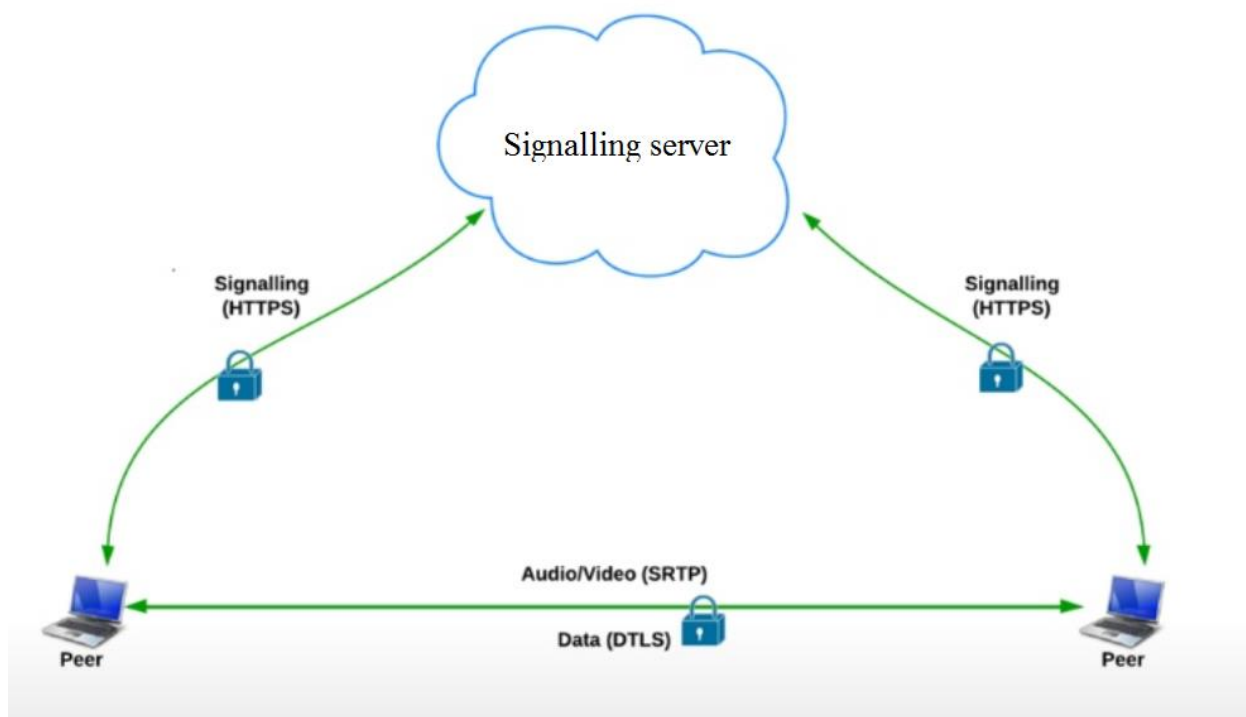 Signalling server
Signalling
(HTTPS)
Signalling
(HTTPS)
Audio/Video (SRTP)
Data (DTLS)
Peer
Peer